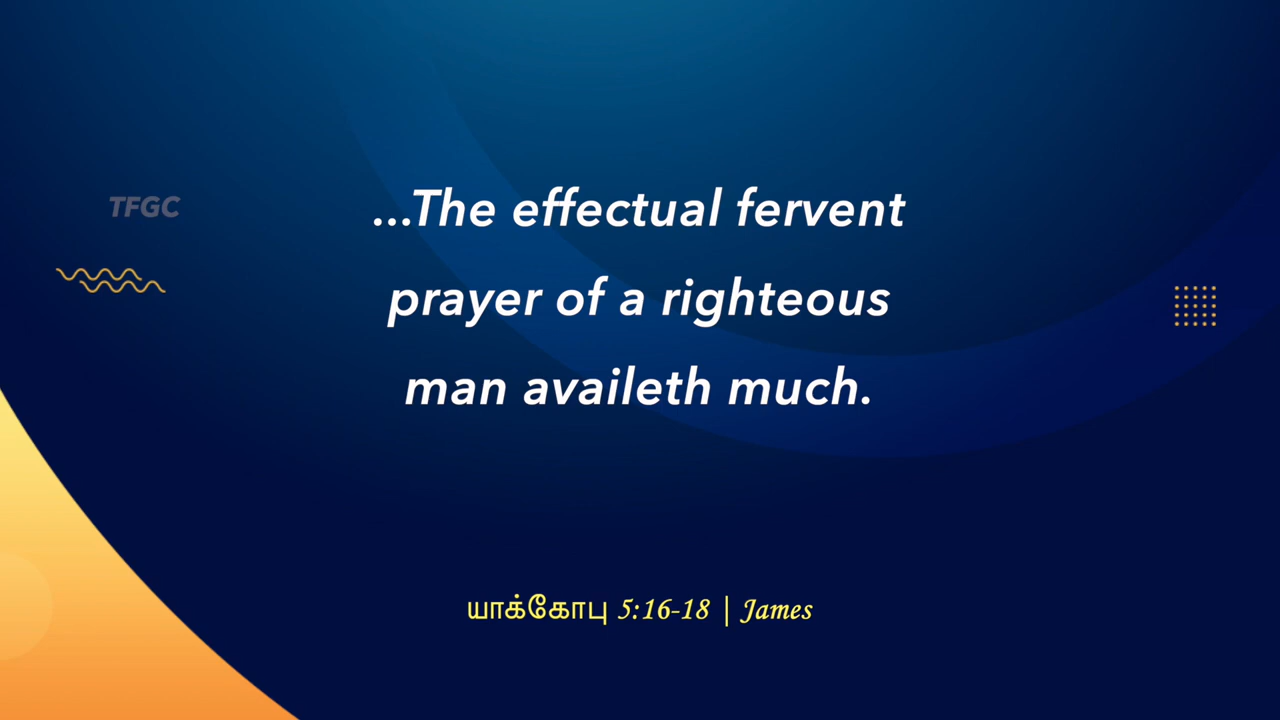 TFGC
...The effectual fervent
prayer of a righteous
man availeth much.
யாக்கோபு 5:16-18 | James